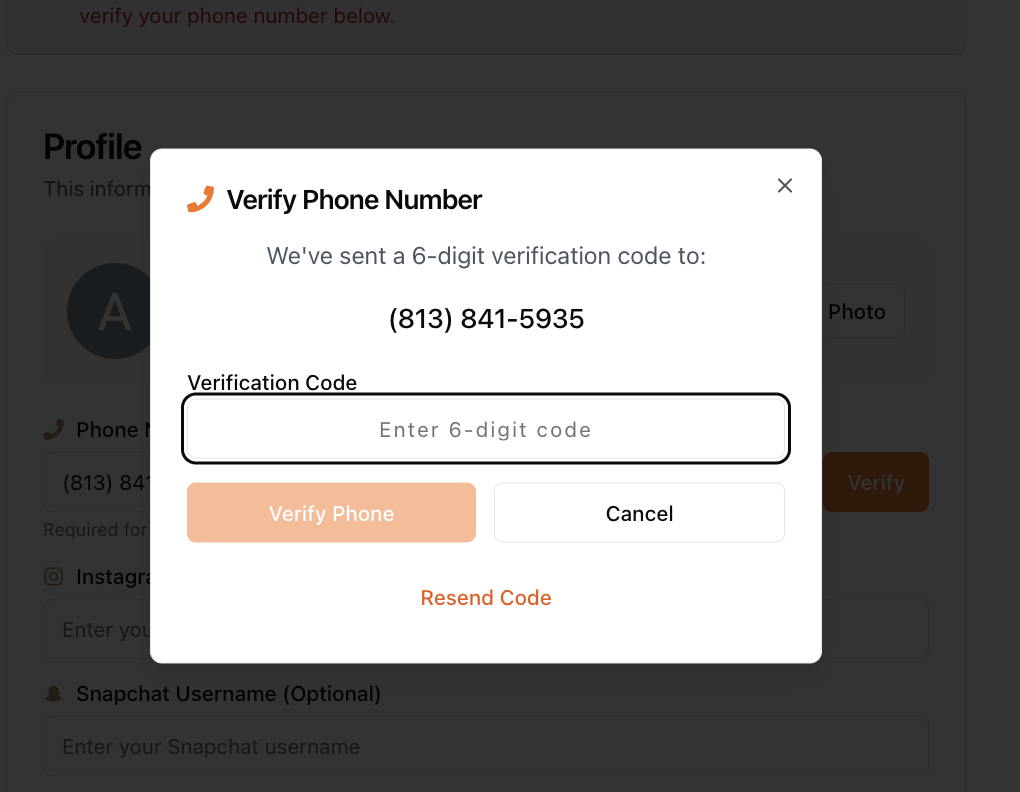 verify your phone number below.
Profile
This inform
Verify Phone Number
We've sent a 6-digit verification code to:
(813) 841-5935
A
Photo
Verification Code
Enter 6-digit code
Phone N
(813) 841
Verify
Verify Phone
Cancel
Required for
Instagra
Enter you
Resend Code
Snapchat Username (Optional)
Enter your Snapchat username